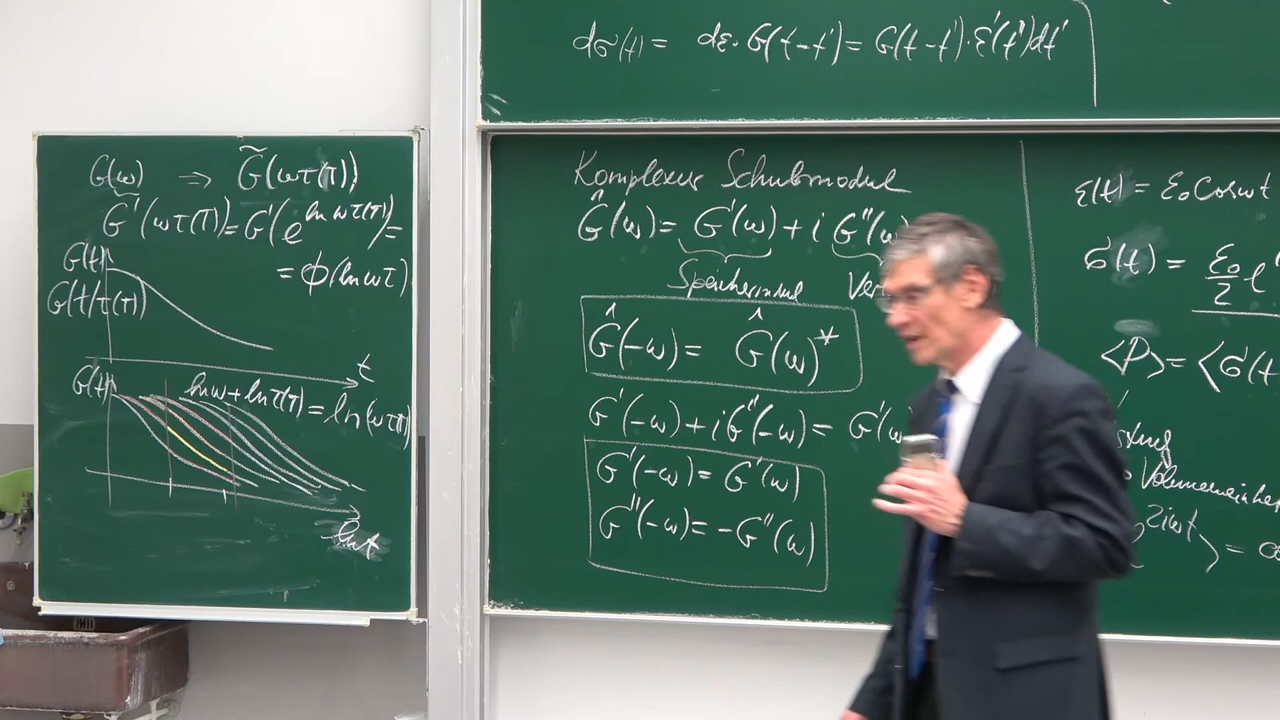 dσ(t) = dε·G(t-t') = G(t-t')·ε'(t')dt'
G(ω) ⇒ G̃(ωτ(T))
G̃'(ωτ(T)) = G'(e^{ln ωτ(T)}) =
= ϕ(ln ωτ)
G(t)
G(t/τ(T))
t
G(t)
ln ω + ln τ(T) = ln(ωτ(T))
ln t
Komplexer Schubmodul
Ĝ(ω) = G'(ω) + i G''(ω)
Speichermodul
Ĝ(-ω) = Ĝ(ω)*
G'(-ω) + iG''(-ω) = G'(ω
G'(-ω) = G'(ω)
G''(-ω) = -G''(ω)
ε(t) = ε₀ cos ωt
σ(t) = ε₀/2 (
⟨P⟩ = ⟨σ(t
2iωt ⟩ =